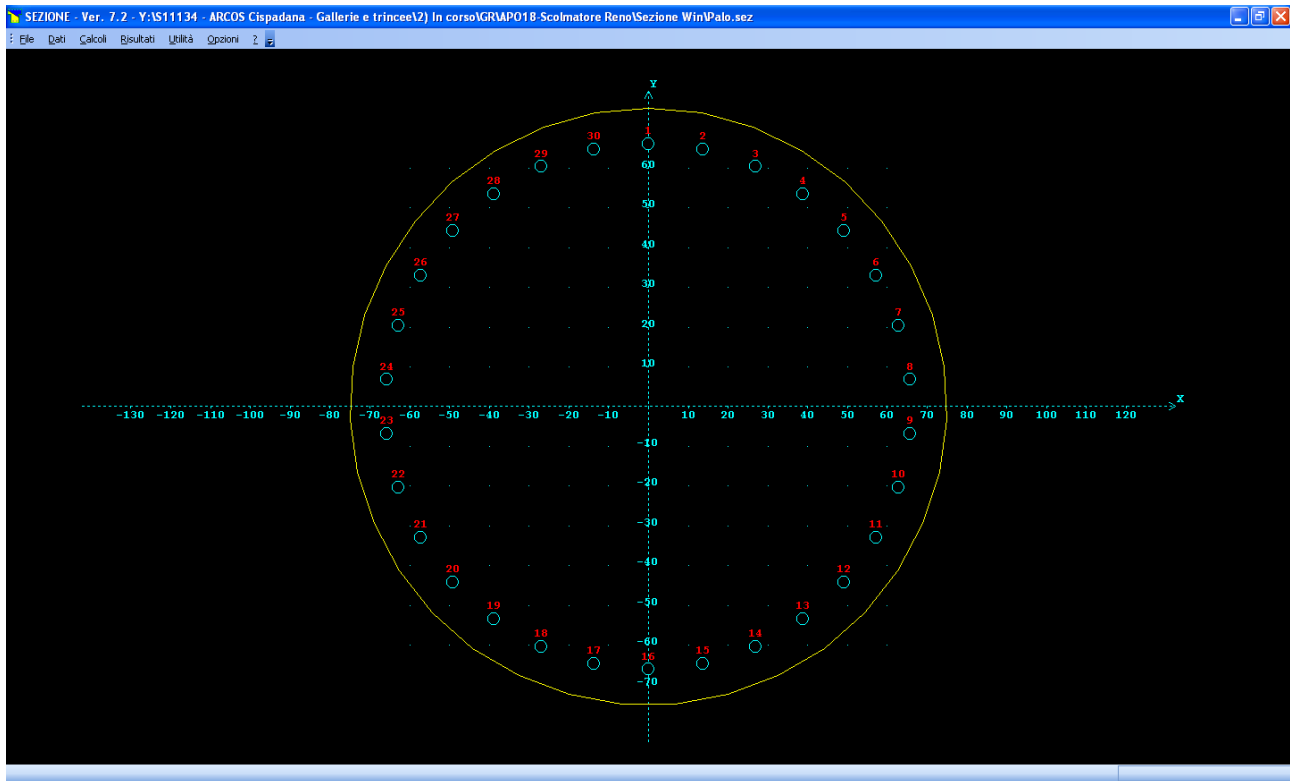 SEZIONE - Ver. 7.2 - Y:\S11134 - ARCOS Cispadana - Gallerie e trincee\2) In corso\GR\APO18-Scolmatore Reno\Sezione Win\Palo.sez
File Dati Calcoli Risultati Utilità Opzioni ?
Y
30 1 2
29 60 3
28 4
27 50 5
40
26 6
30
25 20 7
24 10 8
X
-130 -120 -110 -100 -90 -80 -70 -60 -50 -40 -30 -20 -10 10 20 30 40 50 60 70 80 90 100 110 120
23 9
-10
22 10
-20
21 -30 11
-40
20 12
19 -50 13
18 -60 14
17 16 15
-70